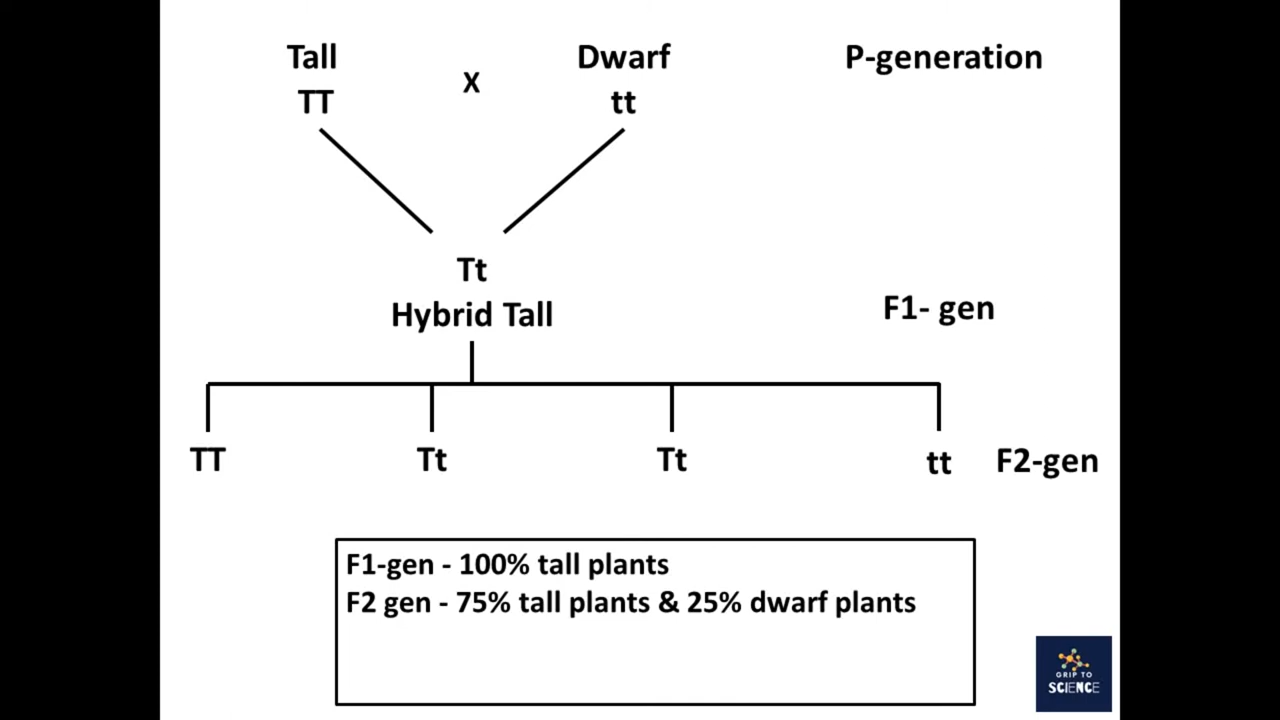 Tall X Dwarf P-generation
TT tt
Tt
Hybrid Tall F1- gen
TT Tt Tt tt F2-gen
F1-gen - 100% tall plants
F2 gen - 75% tall plants & 25% dwarf plants
GRIP TO
SCIENCE